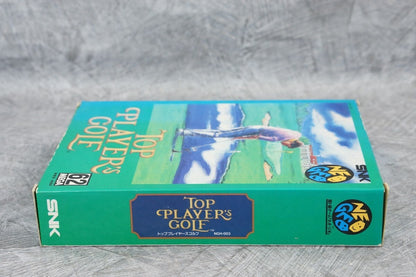 TOP
PLAYER'S
GOLF
62
MEGA
SNK
NEO
GEO
SNK
TOP
PLAYER'S
GOLF
トッププレイヤーズゴルフ NGH-003
NEO
GEO